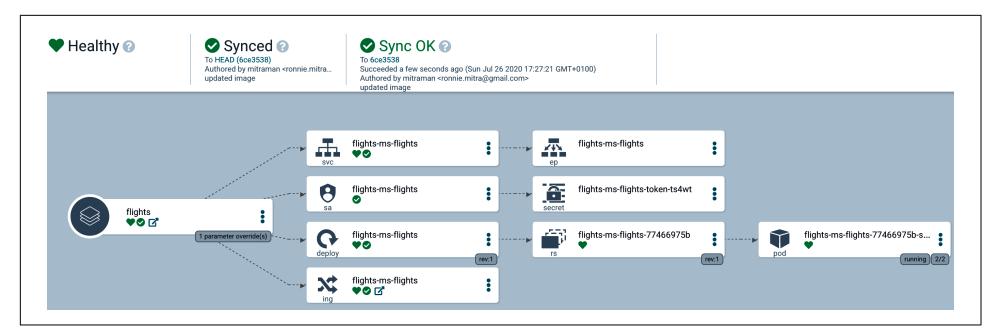 Healthy
Synced
To HEAD (6ce3538)
Authored by mitraman <ronnie.mitra...
updated image
Sync OK
To 6ce3538
Succeeded a few seconds ago (Sun Jul 26 2020 17:27:21 GMT+0100)
Authored by mitraman <ronnie.mitra@gmail.com>
updated image
flights
1 parameter override(s)
svc
flights-ms-flights
ep
flights-ms-flights
sa
flights-ms-flights
secret
flights-ms-flights-token-ts4wt
deploy
flights-ms-flights
rev:1
rs
flights-ms-flights-77466975b
rev:1
pod
flights-ms-flights-77466975b-s...
running
2/2
ing
flights-ms-flights